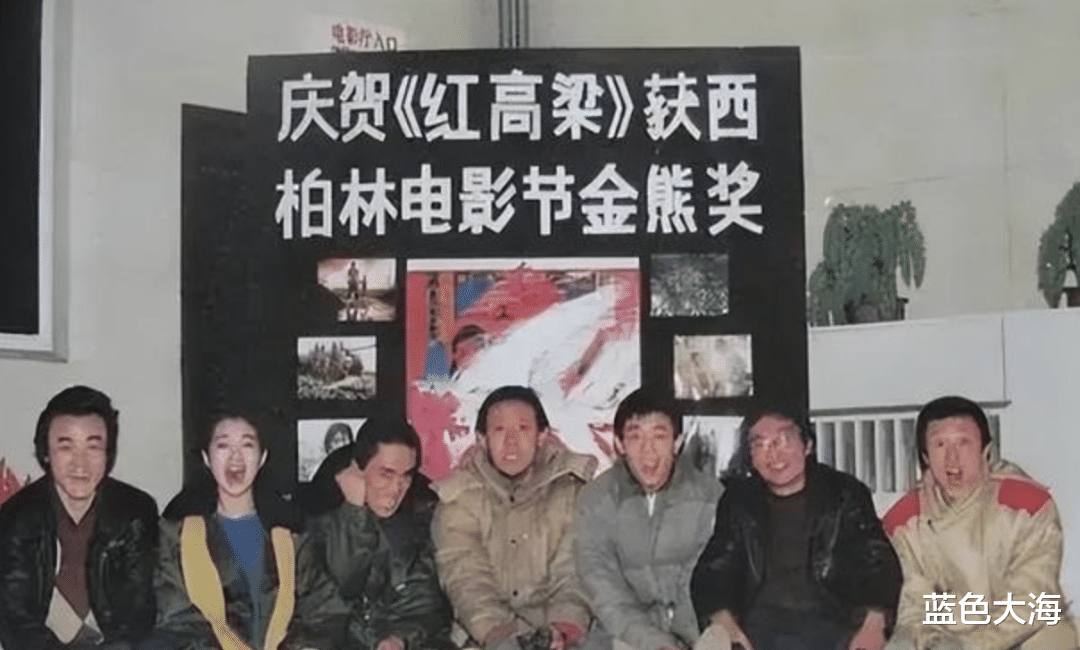 电影厅入口
庆贺《红高梁》获西
柏林电影节金熊奖
蓝色大海